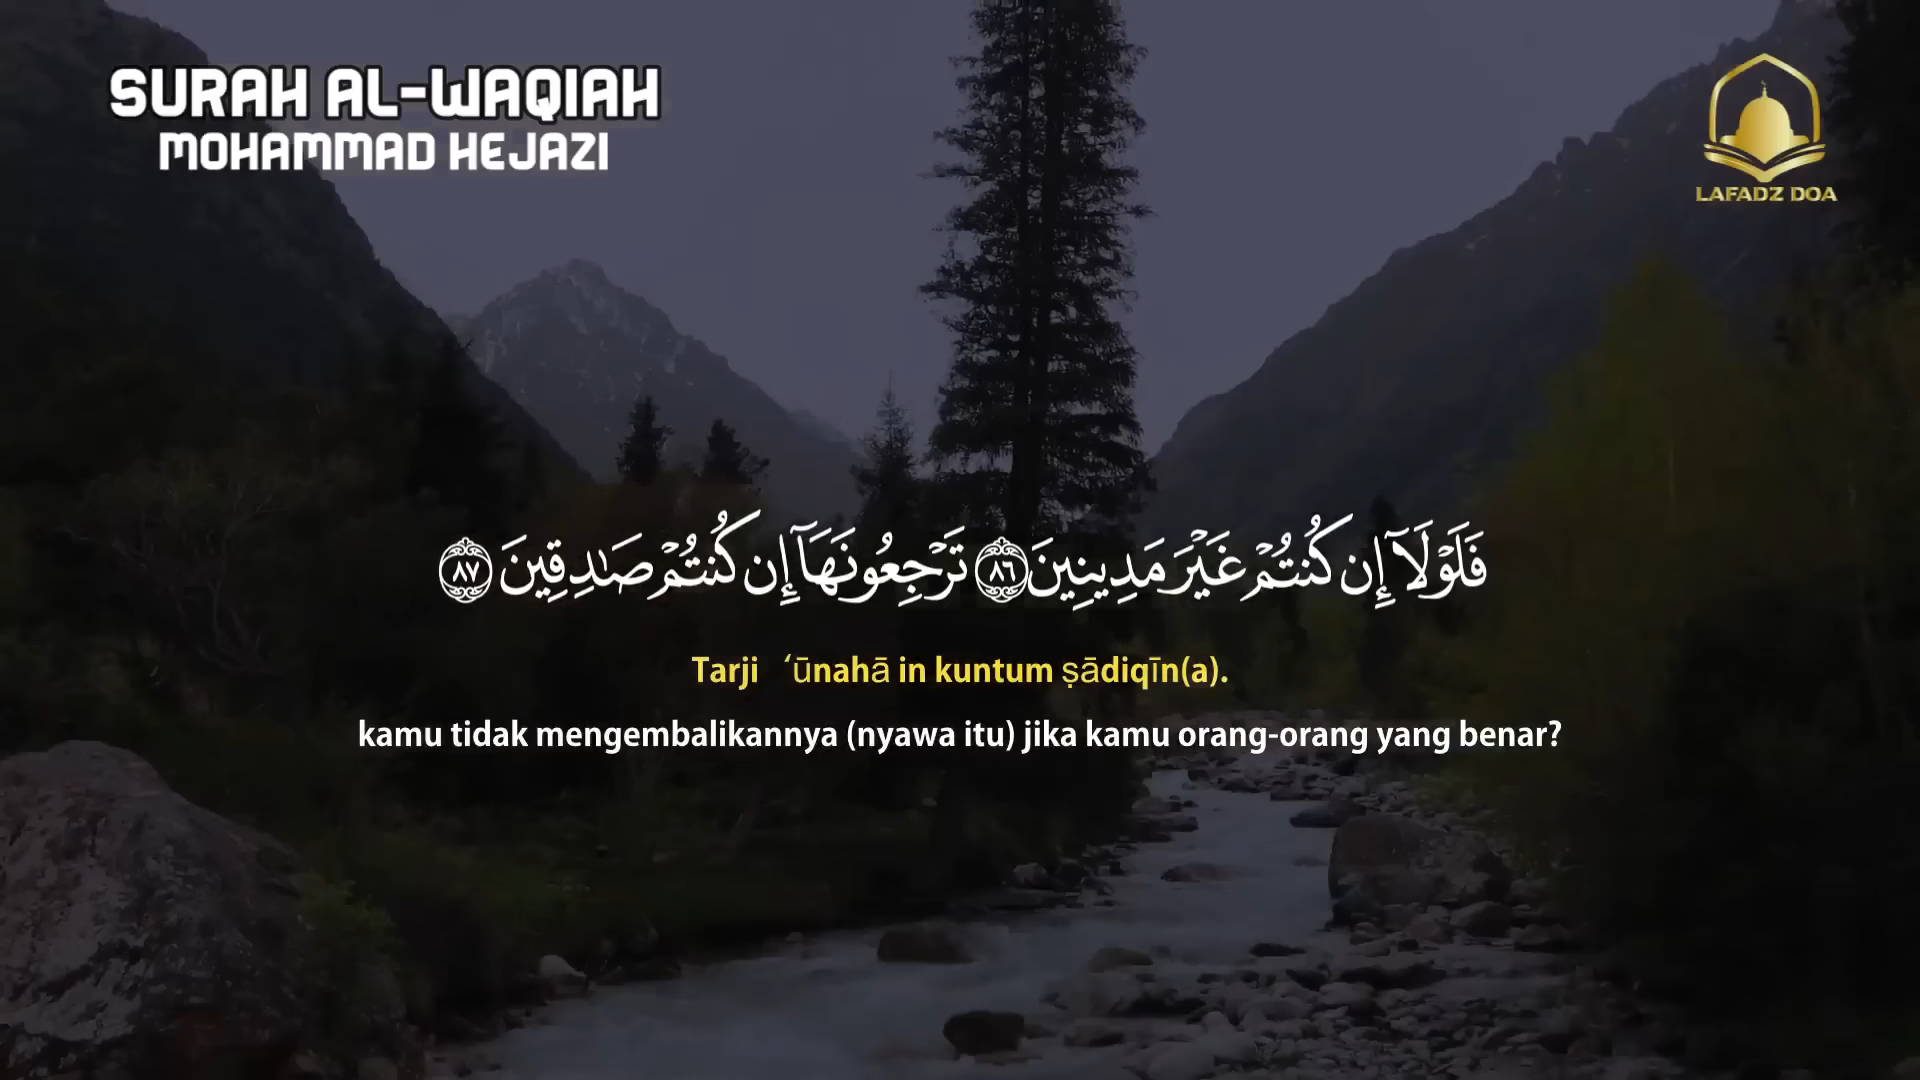 SURAH AL-WAQIAH
MOHAMMAD HEJAZI
LAFADZ DOA
فَلَوْلَآ إِن كُنتُمْ غَيْرَ مَدِينِينَ ٨٦ تَرْجِعُونَهَآ إِن كُنتُمْ صَـٰدِقِينَ ٨٧
Tarji ‘ūnahā in kuntum ṣādiqīn(a).
kamu tidak mengembalikannya (nyawa itu) jika kamu orang-orang yang benar?